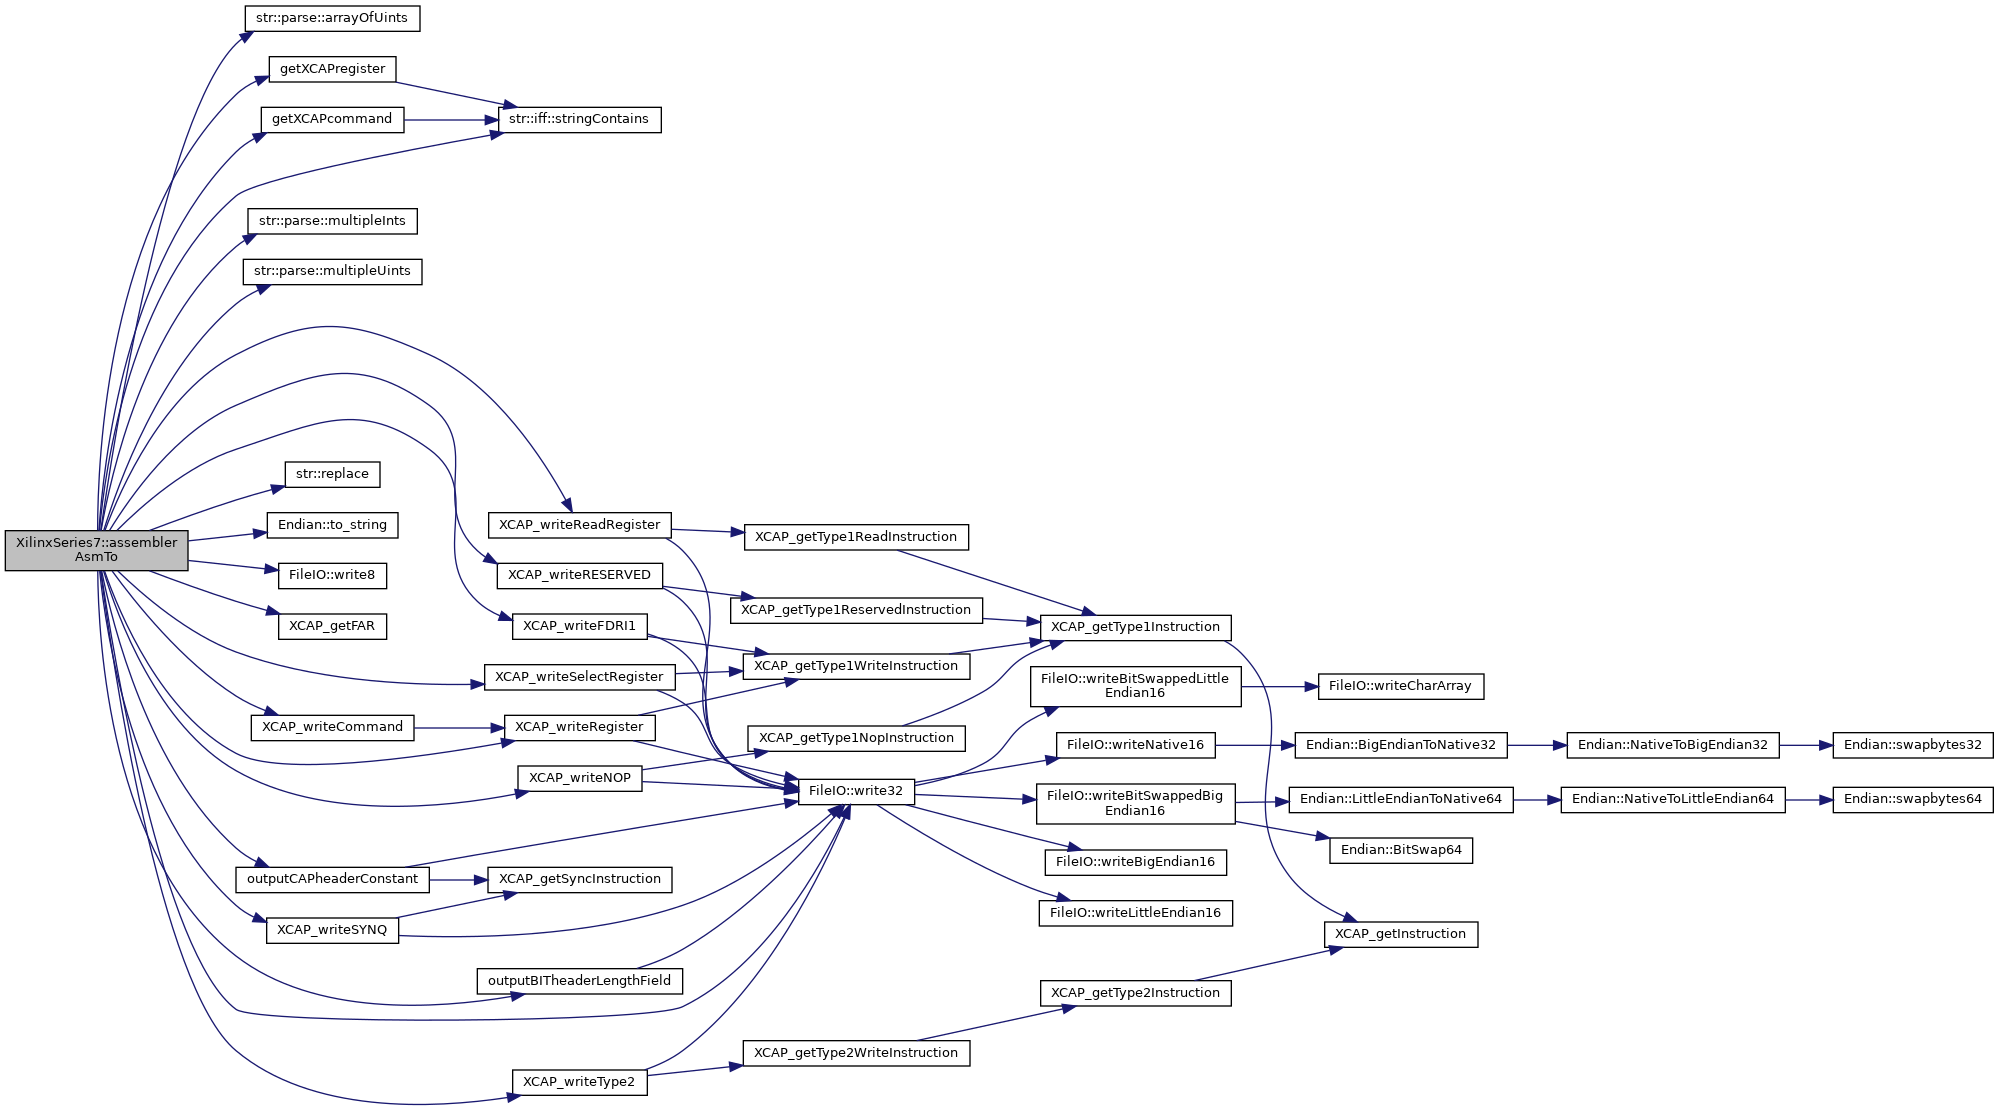 str::parse::arrayOfUints
getXCAPregister
getXCAPcommand
str::iff::stringContains
str::parse::multipleInts
str::parse::multipleUints
str::replace
Endian::to_string
XilinxSeries7::assembler
AsmTo
FileIO::write8
XCAP_getFAR
XCAP_writeReadRegister
XCAP_getType1ReadInstruction
XCAP_writeRESERVED
XCAP_getType1ReservedInstruction
XCAP_writeFDRI1
XCAP_getType1Instruction
XCAP_getType1WriteInstruction
XCAP_writeSelectRegister
FileIO::writeBitSwappedLittle
Endian16
FileIO::writeCharArray
XCAP_writeCommand
XCAP_writeRegister
XCAP_getType1NopInstruction
FileIO::writeNative16
Endian::BigEndianToNative32
Endian::NativeToBigEndian32
Endian::swapbytes32
XCAP_writeNOP
FileIO::write32
FileIO::writeBitSwappedBig
Endian16
Endian::LittleEndianToNative64
Endian::NativeToLittleEndian64
Endian::swapbytes64
Endian::BitSwap64
FileIO::writeBigEndian16
outputCAPheaderConstant
XCAP_getSyncInstruction
FileIO::writeLittleEndian16
XCAP_writeSYNQ
XCAP_getInstruction
outputBITheaderLengthField
XCAP_getType2Instruction
XCAP_getType2WriteInstruction
XCAP_writeType2